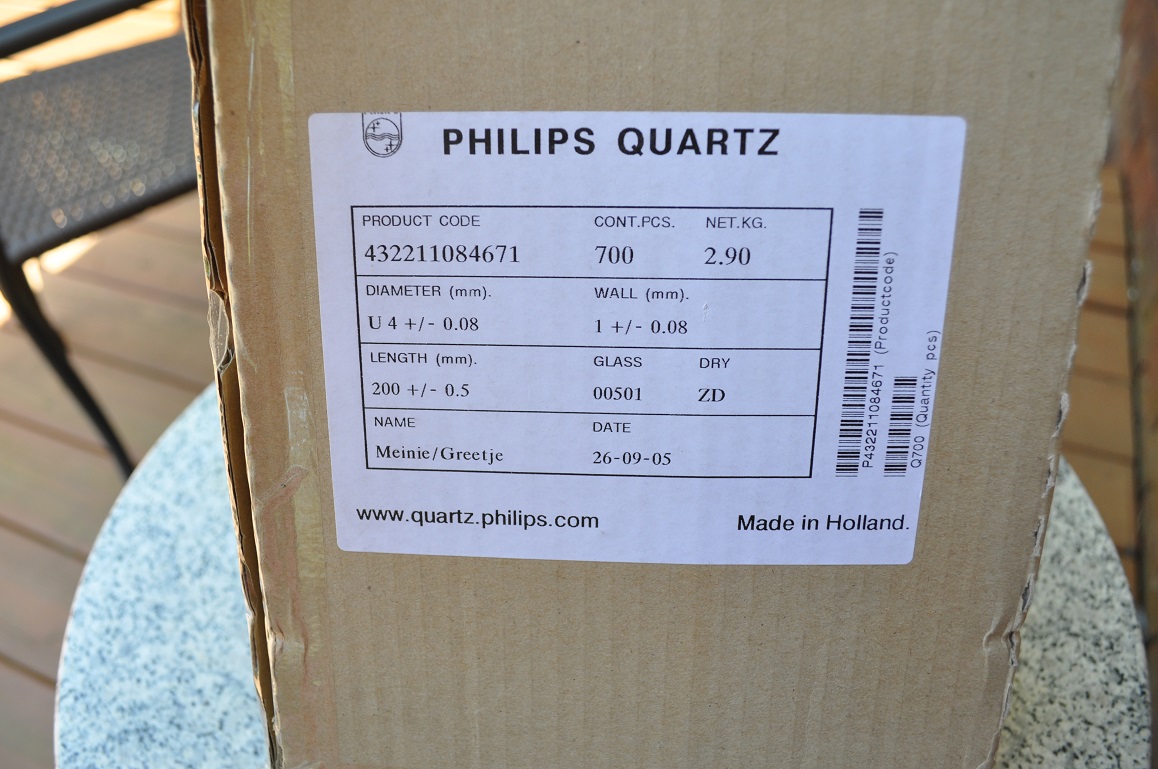 PHILIPS QUARTZ
PRODUCT CODE CONT.PCS. NET.KG.
432211084671 700 2.90
DIAMETER (mm). WALL (mm).
U 4 +/- 0.08 1 +/- 0.08
LENGTH (mm). GLASS DRY
200 +/- 0.5 00501 ZD
NAME DATE
Meinie/Greetje 26-09-05
www.quartz.philips.com Made in Holland.
P432211084671 (Productcode)
Q700 (Quantity pcs)